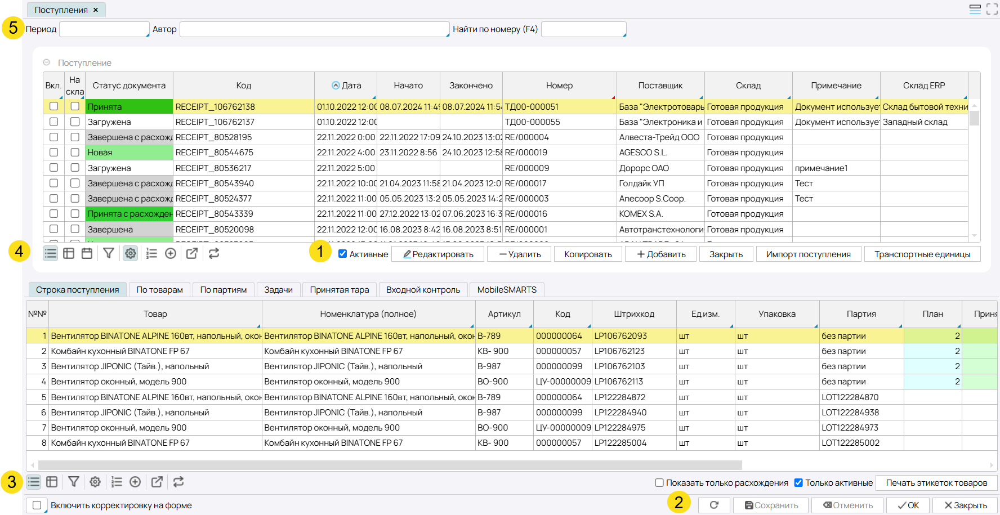 Поступления ×
5 Период Автор Найти по номеру (F4)
Поступление
Вкл. На скла Статус документа Код Дата Начато Закончено Номер Поставщик Склад Примечание Склад ERP
Принята RECEIPT_106762138 01.10.2022 12:00 08.07.2024 11:49 08.07.2024 11:54 ТД00-000051 База "Электротовары Готовая продукция Документ используе Склад бытовой техни
Загружена RECEIPT_106762137 01.10.2022 12:00 ТД00-000055 База "Электроника и Готовая продукция Документ используе Западный склад
Завершена с расхожд RECEIPT_80528195 22.11.2022 0:00 22.11.2022 17:09 24.10.2023 13:02 RE/000004 Алвеста-Трейд ООО Готовая продукция
Новая RECEIPT_80544675 22.11.2022 4:00 23.11.2022 8:56 24.10.2023 12:58 RE/000019 AGESCO S.L. Готовая продукция
Загружена RECEIPT_80536217 22.11.2022 5:00 RE/000009 Дорорс ОАО Готовая продукция примечание1
Завершена с расхожд RECEIPT_80543940 22.11.2022 10:00 21.04.2023 11:58 21.04.2023 12:01 RE/000017 Голдайк УП Готовая продукция Тест
Завершена с расхожд RECEIPT_80524377 22.11.2022 11:00 05.05.2023 13:2 05.05.2023 14:2 RE/000003 Anecoop S.Coop. Готовая продукция Тест
Принята с расхожден RECEIPT_80543339 22.11.2022 11:00 27.12.2022 13:02 07.06.2023 16:3 RE/000016 KOMEX S.A. Готовая продукция
Завершена RECEIPT_80520098 22.11.2022 12:00 16.08.2023 8:42 16.08.2023 8:51 RE/000001 Автотранстехнологи Готовая продукция
4 1 Активные Редактировать Удалить Копировать Добавить Закрыть Импорт поступления Транспортные единицы
Строка поступления По товарам По партиям Задачи Принятая тара Входной контроль MobileSMARTS
№№ Товар Номенклатура (полное) Артикул Код Штрихкод Ед.изм. Упаковка Партия План Приня
1 Вентилятор BINATONE ALPINE 160вт, напольный, окон Вентилятор BINATONE ALPINE 160вт, напольный, окон В-789 000000064 LP106762093 шт шт без партии 2
2 Комбайн кухонный BINATONE FP 67 Комбайн кухонный BINATONE FP 67 КВ- 900 000000057 LP106762123 шт шт без партии 2
3 Вентилятор JIPONIC (Тайв.), напольный Вентилятор JIPONIC (Тайв.), напольный В-987 000000099 LP106762103 шт шт без партии 2
4 Вентилятор оконный, модель 900 Вентилятор оконный, модель 900 ВО-900 ЦУ-00000009 LP106762113 шт шт без партии 2
5 Вентилятор BINATONE ALPINE 160вт, напольный, окон Вентилятор BINATONE ALPINE 160вт, напольный, окон В-789 000000064 LP122284872 шт шт LOT122284870
6 Вентилятор JIPONIC (Тайв.), напольный Вентилятор JIPONIC (Тайв.), напольный В-987 000000099 LP122284940 шт шт LOT122284938
7 Вентилятор оконный, модель 900 Вентилятор оконный, модель 900 ВО-900 ЦУ-00000009 LP122284975 шт шт LOT122284973
8 Комбайн кухонный BINATONE FP 67 Комбайн кухонный BINATONE FP 67 КВ- 900 000000057 LP122285004 шт шт LOT122285002
3 Показать только расхождения Только активные Печать этикеток товаров
Включить корректировку на форме 2 Сохранить Отменить ОК Закрыть